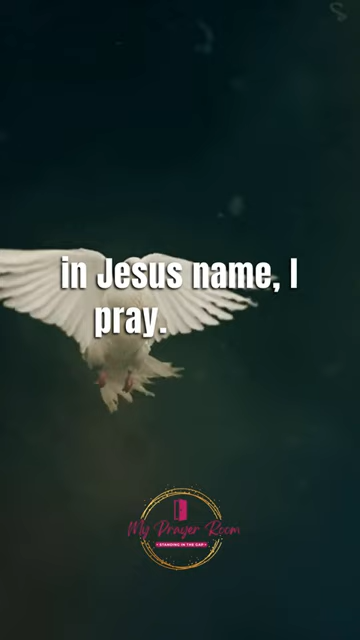 in Jesus name, I
pray.
My Prayer Room
STANDING IN THE GAP